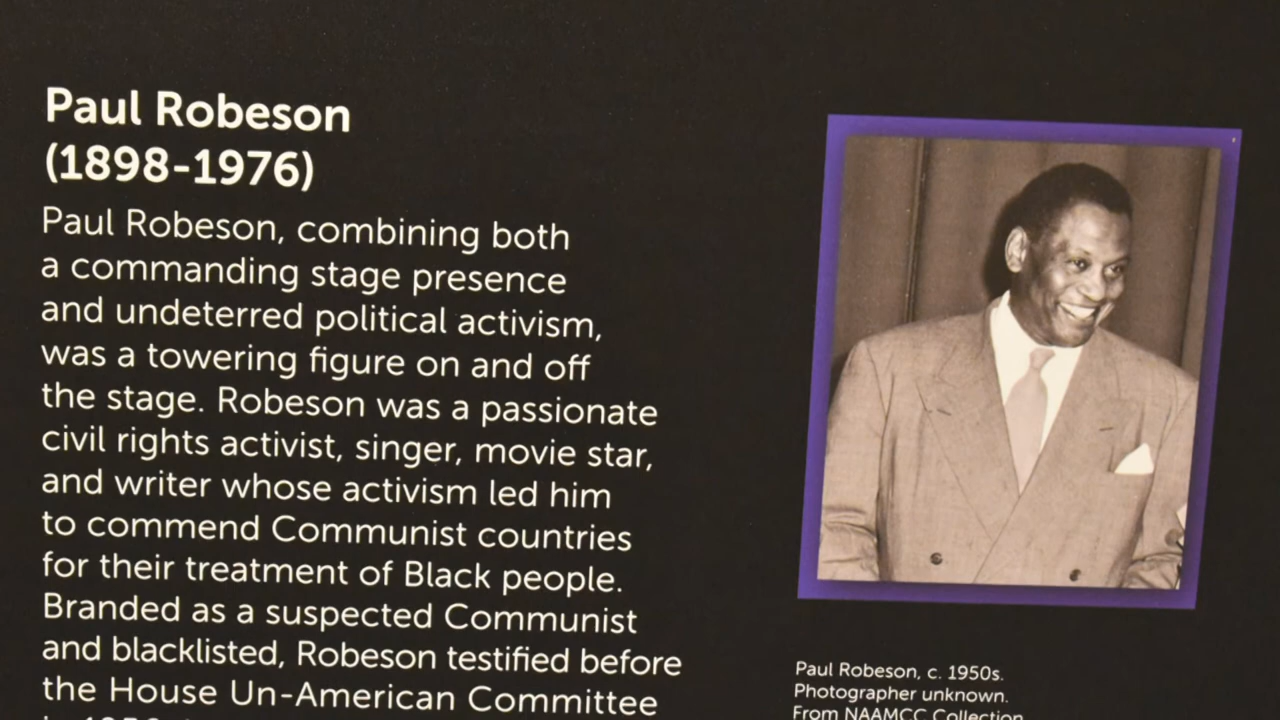 Paul Robeson
(1898-1976)
Paul Robeson, combining both
a commanding stage presence
and undeterred political activism,
was a towering figure on and off
the stage. Robeson was a passionate
civil rights activist, singer, movie star,
and writer whose activism led him
to commend Communist countries
for their treatment of Black people.
Branded as a suspected Communist
and blacklisted, Robeson testified before
the House Un-American Committee
Paul Robeson, c. 1950s.
Photographer unknown.
From NAAMCC Collection